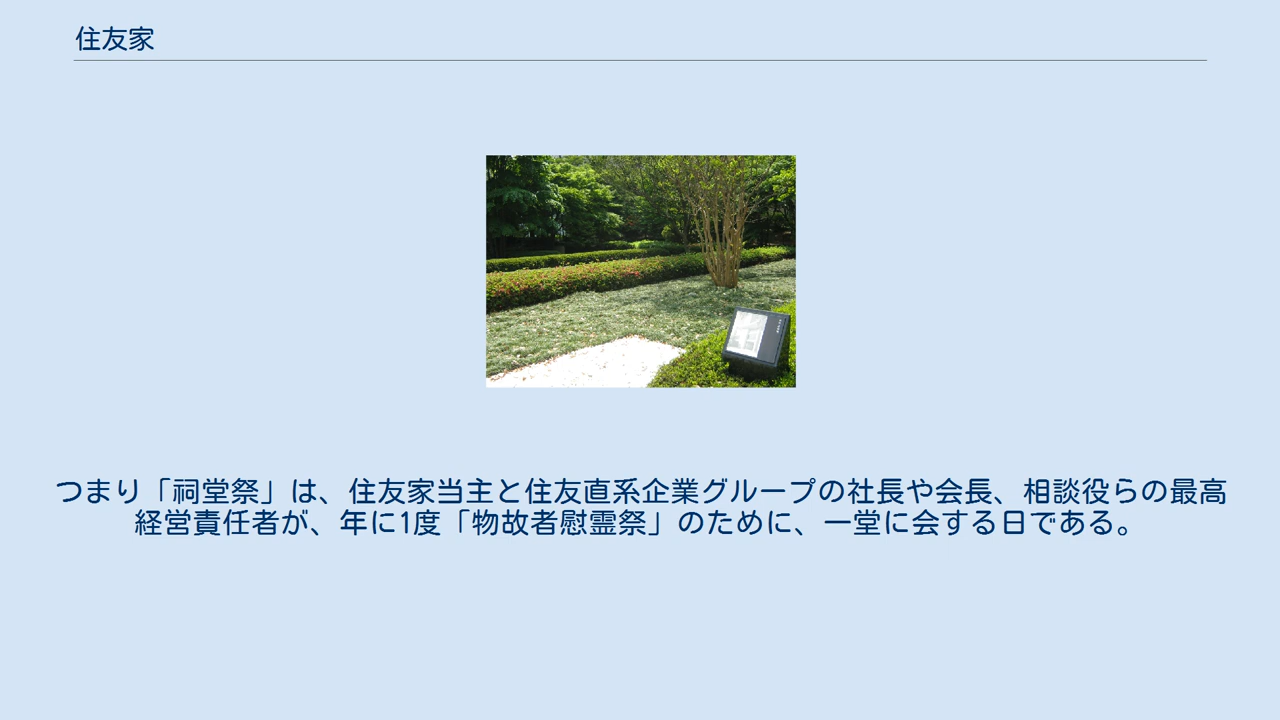 住友家
つまり「祠堂祭」は、住友家当主と住友直系企業グループの社長や会長、相談役らの最高
経営責任者が、年に1度「物故者慰霊祭」のために、一堂に会する日である。